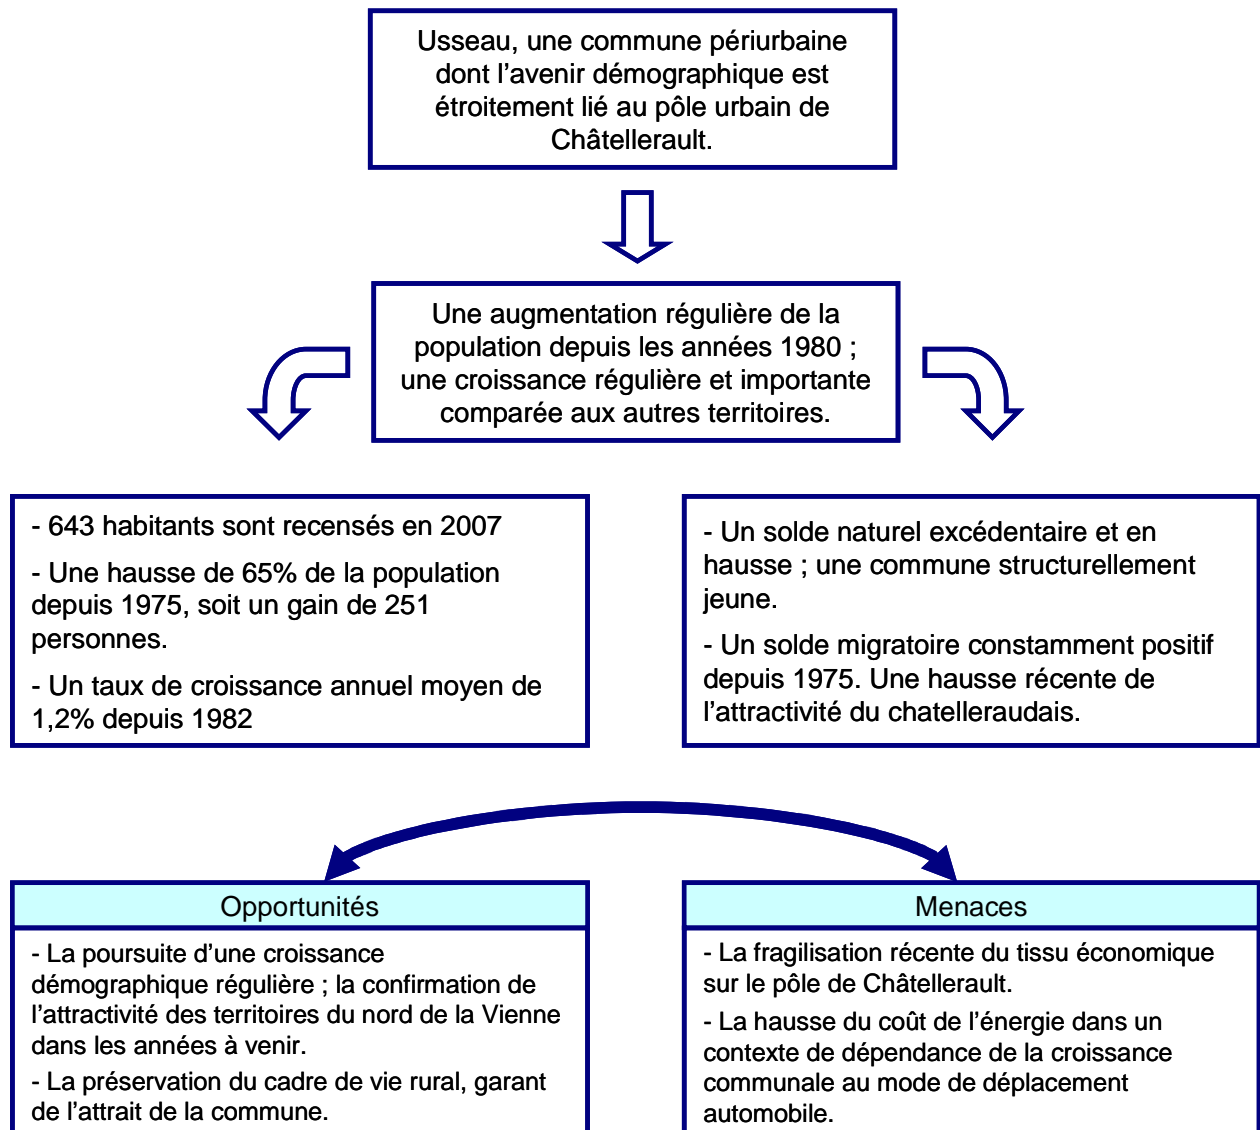 Usseau, une commune périurbaine
dont l’avenir démographique est
étroitement lié au pôle urbain de
Châtellerault.
Une augmentation régulière de la
population depuis les années 1980 ;
une croissance régulière et importante
comparée aux autres territoires.
- 643 habitants sont recensés en 2007
- Une hausse de 65% de la population
depuis 1975, soit un gain de 251
personnes.
- Un taux de croissance annuel moyen de
1,2% depuis 1982
- Un solde naturel excédentaire et en
hausse ; une commune structurellement
jeune.
- Un solde migratoire constamment positif
depuis 1975. Une hausse récente de
l’attractivité du chatelleraudais.
Opportunités
- La poursuite d’une croissance
démographique régulière ; la confirmation de
l’attractivité des territoires du nord de la Vienne
dans les années à venir.
- La préservation du cadre de vie rural, garant
de l’attrait de la commune.
Menaces
- La fragilisation récente du tissu économique
sur le pôle de Châtellerault.
- La hausse du coût de l’énergie dans un
contexte de dépendance de la croissance
communale au mode de déplacement
automobile.